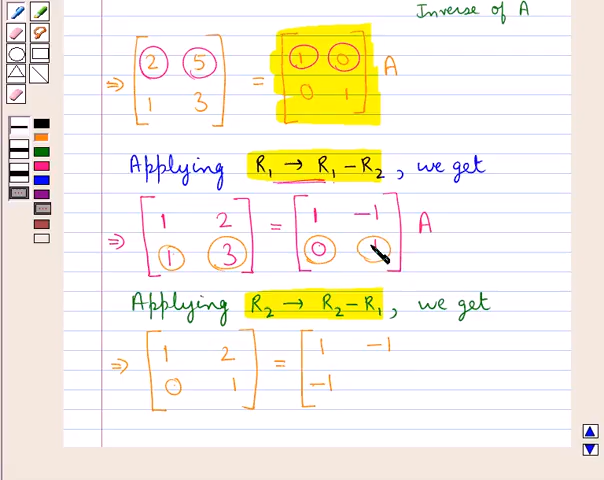 Inverse of A
⇒ [2 5 = [1 0 A
1 3] 0 1]
Applying R₁ → R₁ – R₂, we get
⇒ [1 2 = [1 –1 A
1 3] 0 1]
Applying R₂ → R₂ – R₁, we get
⇒ [1 2 = [1 –1
0 1] –1